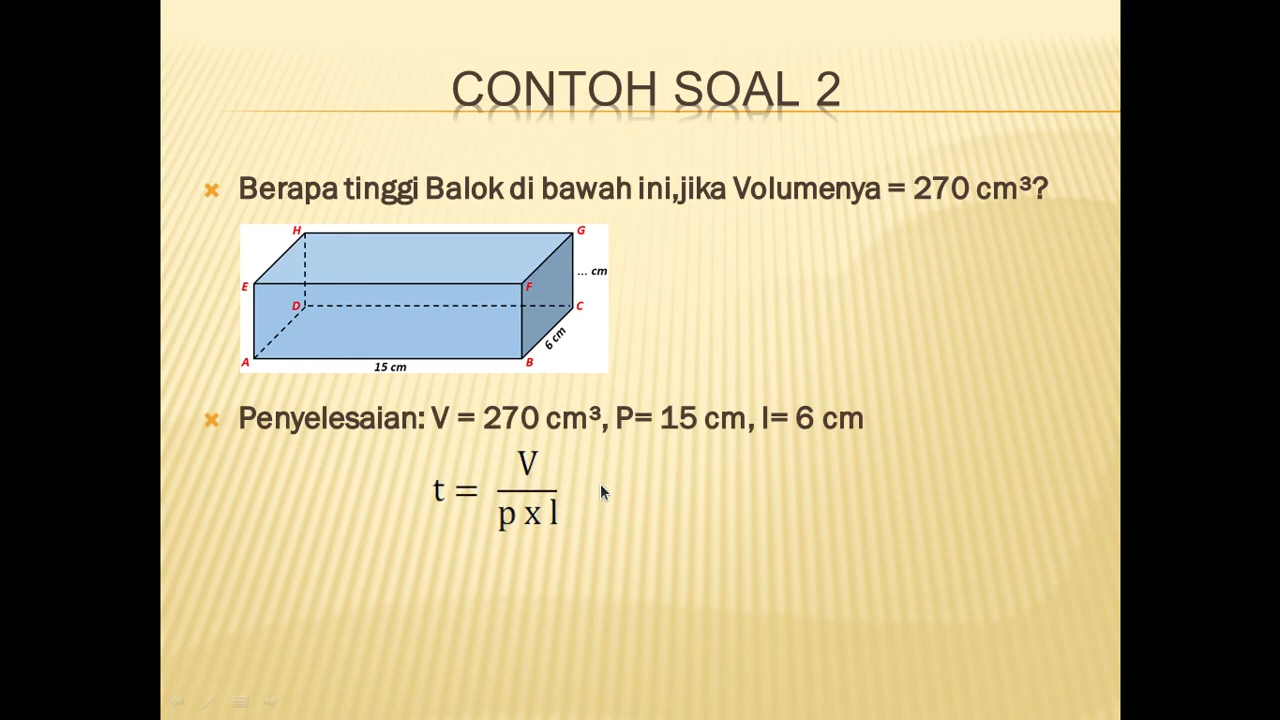 CONTOH SOAL 2
Berapa tinggi Balok di bawah ini,jika Volumenya = 270 cm³?
H
G
... cm
E
F
D
C
6 cm
A
B
15 cm
Penyelesaian: V = 270 cm³, P= 15 cm, l= 6 cm
t = V
p x l